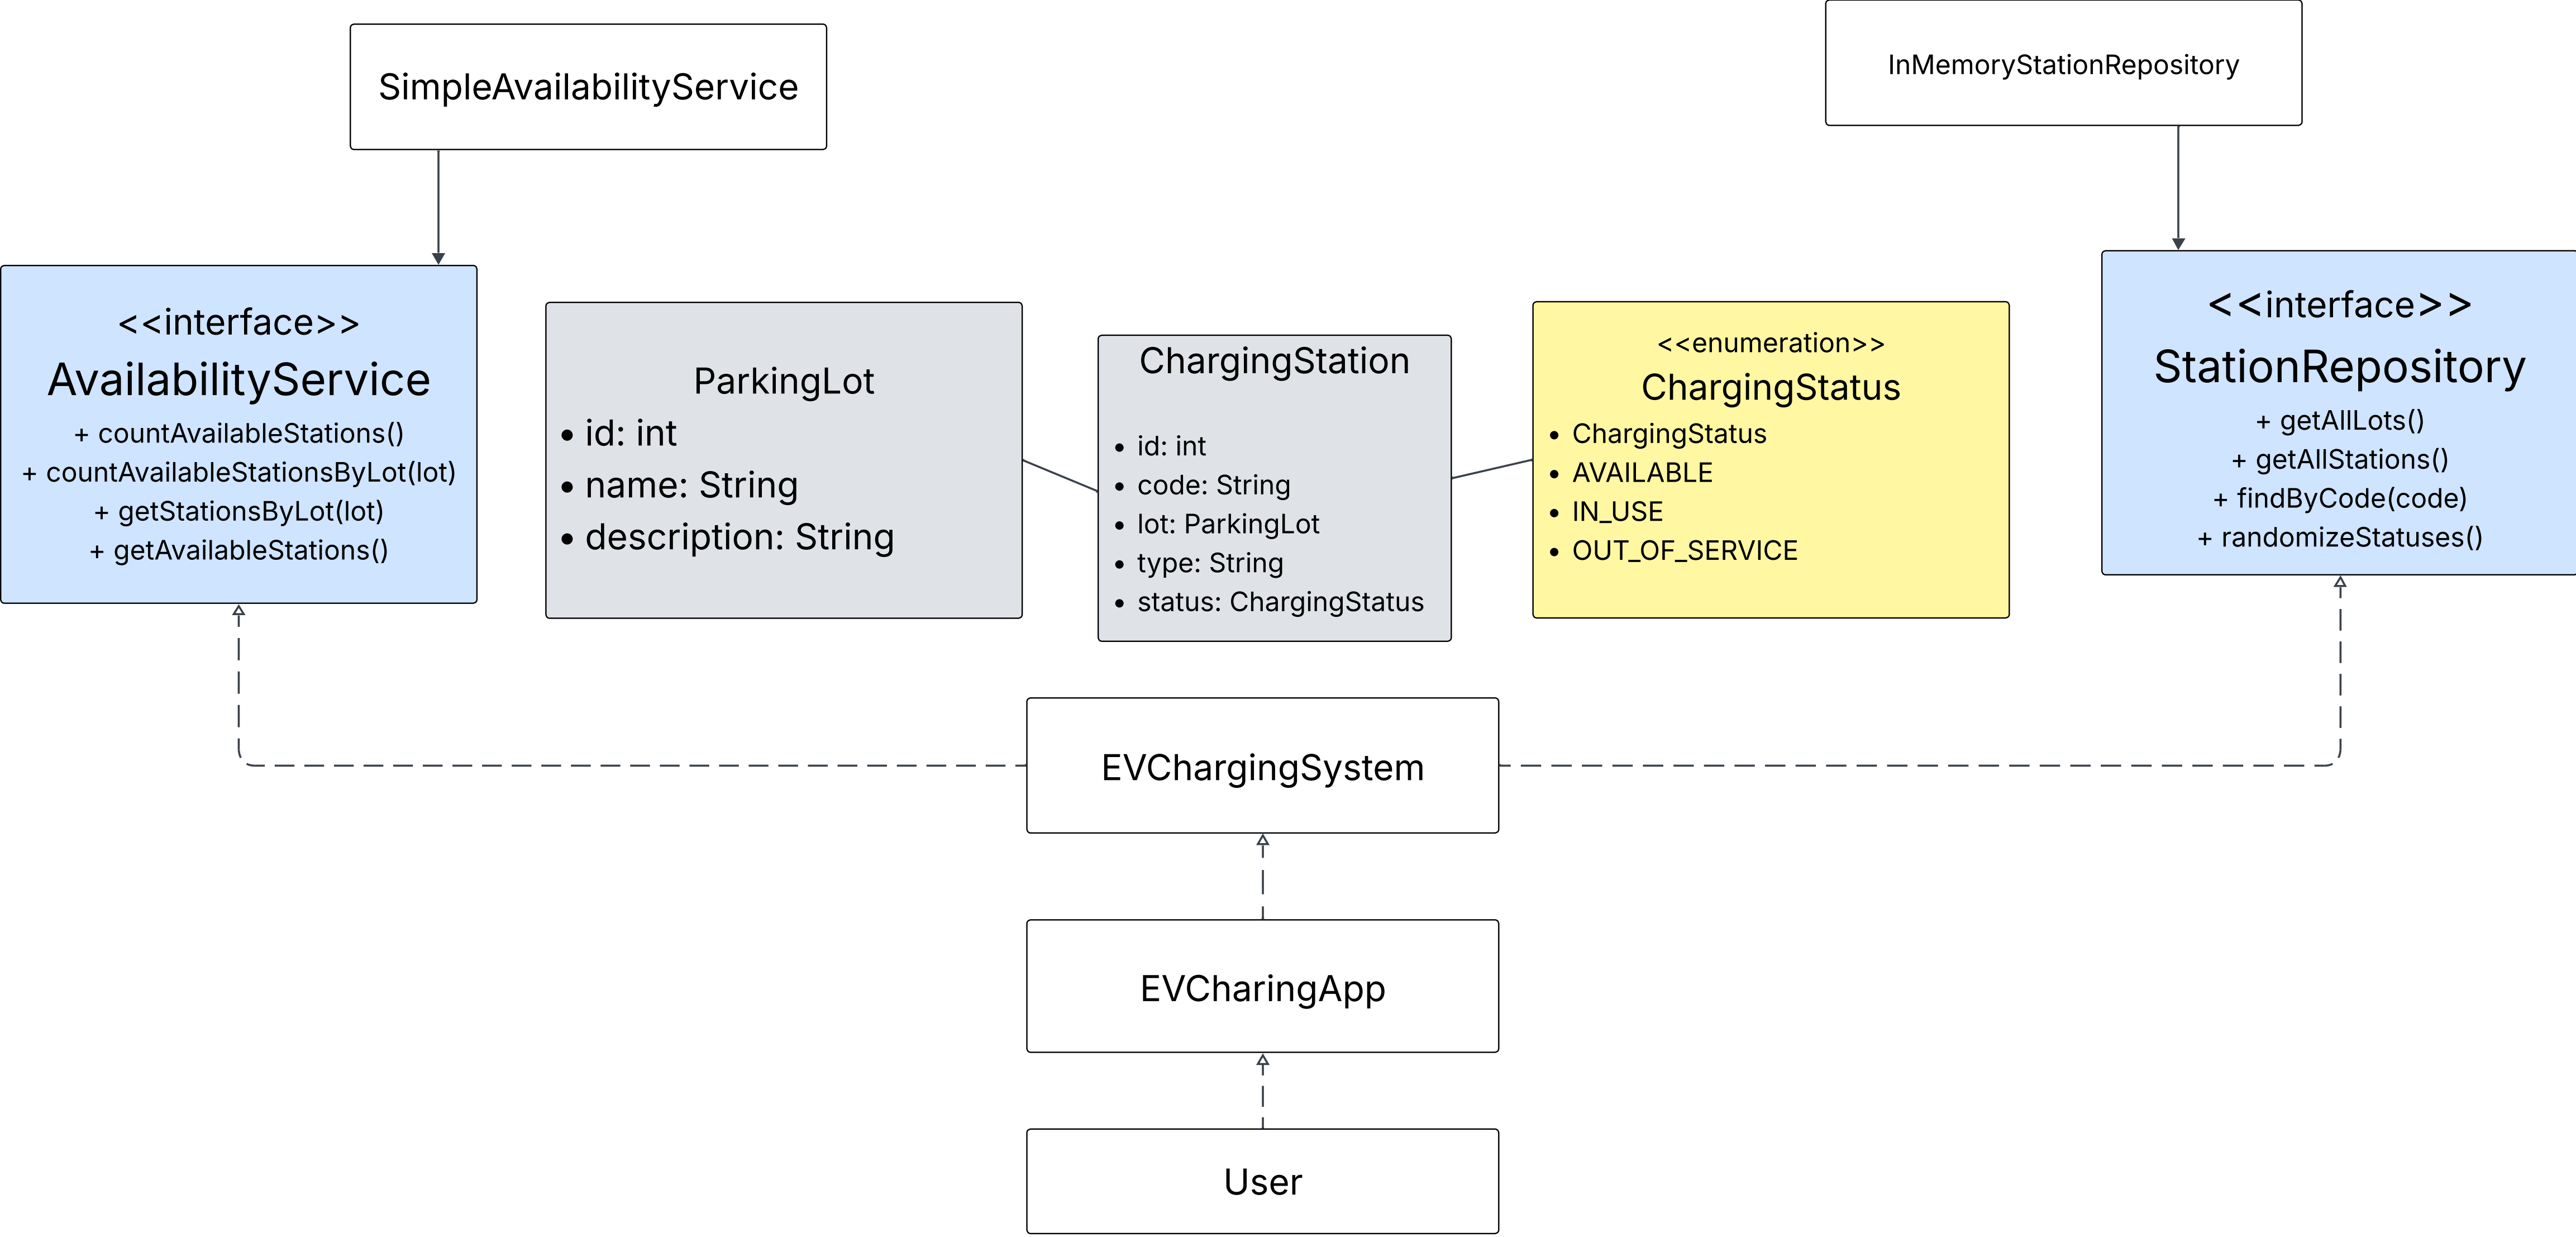 SimpleAvailabilityService
InMemoryStationRepository
<<interface>>
AvailabilityService
+ countAvailableStations()
+ countAvailableStationsByLot(lot)
+ getStationsByLot(lot)
+ getAvailableStations()
ParkingLot
• id: int
• name: String
• description: String
ChargingStation
• id: int
• code: String
• lot: ParkingLot
• type: String
• status: ChargingStatus
<<enumeration>>
ChargingStatus
• ChargingStatus
• AVAILABLE
• IN_USE
• OUT_OF_SERVICE
<<interface>>
StationRepository
+ getAllLots()
+ getAllStations()
+ findByCode(code)
+ randomizeStatuses()
EVChargingSystem
EVCharingApp
User